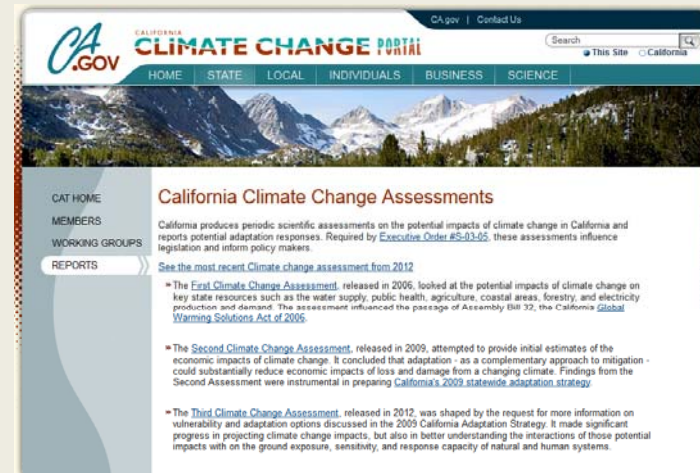 CA.gov | Contact Us
CA
.GOV
CALIFORNIA
CLIMATE CHANGE PORTAL
Search
This Site California
HOME STATE LOCAL INDIVIDUALS BUSINESS SCIENCE
CAT HOME
MEMBERS
WORKING GROUPS
REPORTS
California Climate Change Assessments
California produces periodic scientific assessments on the potential impacts of climate change in California and
reports potential adaptation responses. Required by Executive Order #S-03-05, these assessments influence
legislation and inform policy makers.
See the most recent Climate change assessment from 2012
The First Climate Change Assessment, released in 2006, looked at the potential impacts of climate change on
key state resources such as the water supply, public health, agriculture, coastal areas, forestry, and electricity
production and demand. The assessment influenced the passage of Assembly Bill 32, the California Global
Warming Solutions Act of 2006.
The Second Climate Change Assessment, released in 2009, attempted to provide initial estimates of the
economic impacts of climate change. It concluded that adaptation - as a complementary approach to mitigation -
could substantially reduce economic impacts of loss and damage from a changing climate. Findings from the
Second Assessment were instrumental in preparing California's 2009 statewide adaptation strategy.
The Third Climate Change Assessment, released in 2012, was shaped by the request for more information on
vulnerability and adaptation options discussed in the 2009 California Adaptation Strategy. It made significant
progress in projecting climate change impacts, but also in better understanding the interactions of those potential
impacts with on the ground exposure, sensitivity, and response capacity of natural and human systems.